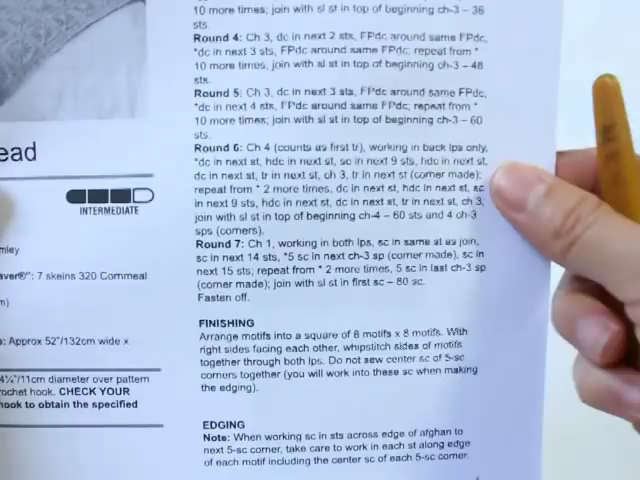 ead
INTERMEDIATE
mley
aver®": 7 skeins 320 Cornmeal
m)
s: Approx 52"/132cm wide x
4¼"/11cm diameter over pattern
rochet hook. CHECK YOUR
hook to obtain the specified
10 more times; join with sl st in top of beginning ch-3 – 36
sts.
Round 4: Ch 3, dc in next 2 sts, FPdc around same FPdc,
*dc in next 3 sts, FPdc around same FPdc; repeat from *
10 more times, join with sl st in top of beginning ch-3 – 48
sts.
Round 5: Ch 3, dc in next 3 sts, FPdc around same FPdc,
*dc in next 4 sts, FPdc around same FPdc; repeat from *
10 more times; join with sl st in top of beginning ch-3 – 60
sts.
Round 6: Ch 4 (counts as first tr), working in back lps only,
*dc in next st, hdc in next st, sc in next 9 sts, hdc in next st,
dc in next st, tr in next st, ch 3, tr in next st (corner made);
repeat from * 2 more times, dc in next st, hdc in next st, sc
in next 9 sts, hdc in next st, dc in next st, tr in next st, ch 3,
join with sl st in top of beginning ch-4 – 60 sts and 4 ch-3
sps (corners).
Round 7: Ch 1, working in both lps, sc in same st as join,
sc in next 14 sts, *5 sc in next ch-3 sp (corner made), sc in
next 15 sts; repeat from * 2 more times, 5 sc in last ch-3 sp
(corner made); join with sl st in first sc – 80 sc.
Fasten off.
FINISHING
Arrange motifs into a square of 8 motifs x 8 motifs. With
right sides facing each other, whipstitch sides of motifs
together through both lps. Do not sew center sc of 5-sc
corners together (you will work into these sc when making
the edging).
EDGING
Note: When working sc in sts across edge of afghan to
next 5-sc corner, take care to work in each st along edge
of each motif including the center sc of each 5-sc corner.